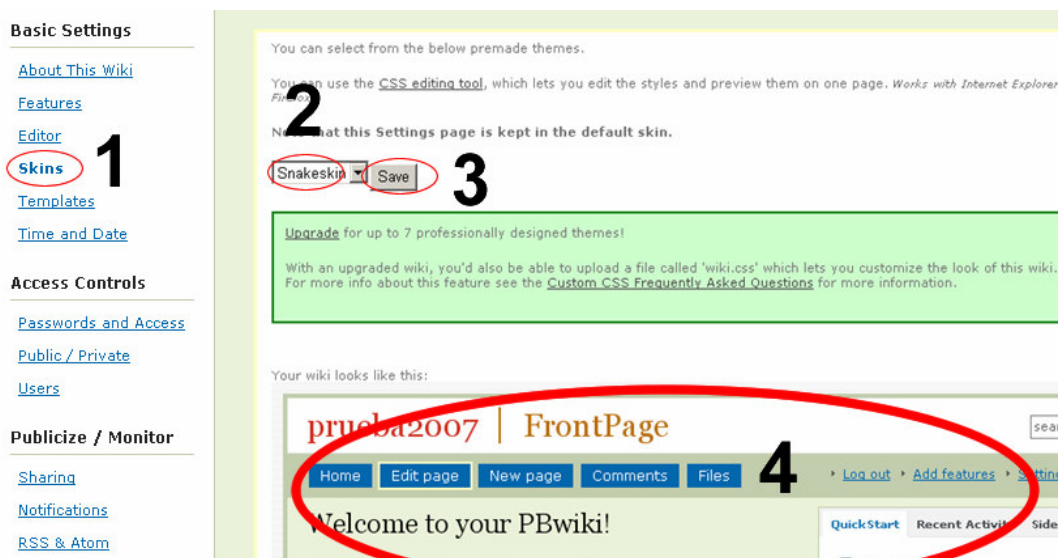 Basic Settings
About This Wiki
Features
Editor
Skins
Templates
Time and Date
Access Controls
Passwords and Access
Public / Private
Users
Publicize / Monitor
Sharing
Notifications
RSS & Atom
1
You can select from the below premade themes.
You can use the CSS editing tool, which lets you edit the styles and preview them on one page. Works with Internet Explorer
Firefox
2
Note that this Settings page is kept in the default skin.
Snakeskin Save
3
Upgrade for up to 7 professionally designed themes!
With an upgraded wiki, you'd also be able to upload a file called 'wiki.css' which lets you customize the look of this wiki.
For more info about this feature see the Custom CSS Frequently Asked Questions for more information.
Your wiki looks like this:
prueba2007 | FrontPage
Home Edit page New page Comments Files
4
Log out Add features
Welcome to your PBwiki!
QuickStart Recent Activity